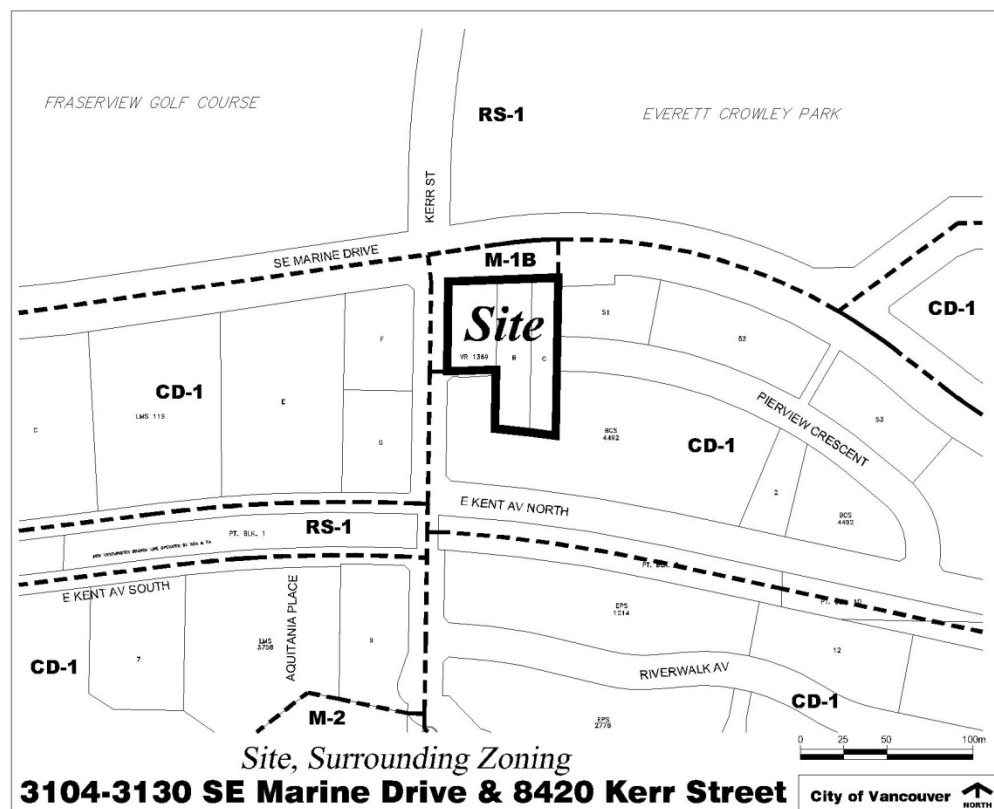 FRASERVIEW GOLF COURSE
RS-1
EVERETT CROWLEY PARK
KERR ST
SE MARINE DRIVE
M-1B
CD-1
Site
S1
F
VR 1369
B
C
S2
CD-1
LMS 119
E
S3
PIERVIEW CRESCENT
C
G
BCS
4492
CD-1
2
BCS
4492
E KENT AV NORTH
RS-1
PT. BLK. 1
E KENT AV SOUTH
AQUITANIA PLACE
EPS
1214
CD-1
7
LMS
3758
12
RIVERWALK AV
CD-1
M-2
EPS
2778
0 25 50 100m
Site, Surrounding Zoning
3104-3130 SE Marine Drive & 8420 Kerr Street
City of Vancouver
NORTH